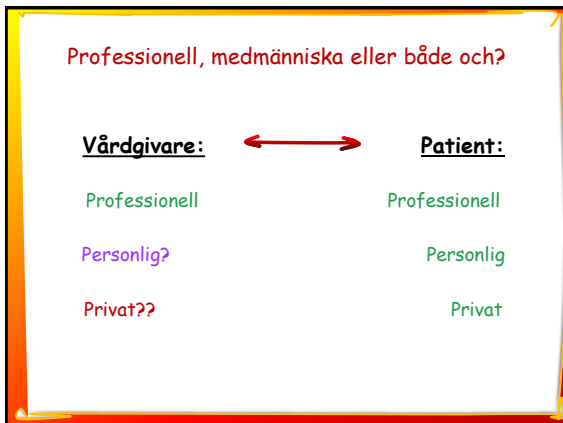 Professionell, medmänniska eller både och?
Vårdgivare: Patient:
Professionell Professionell
Personlig? Personlig
Privat?? Privat